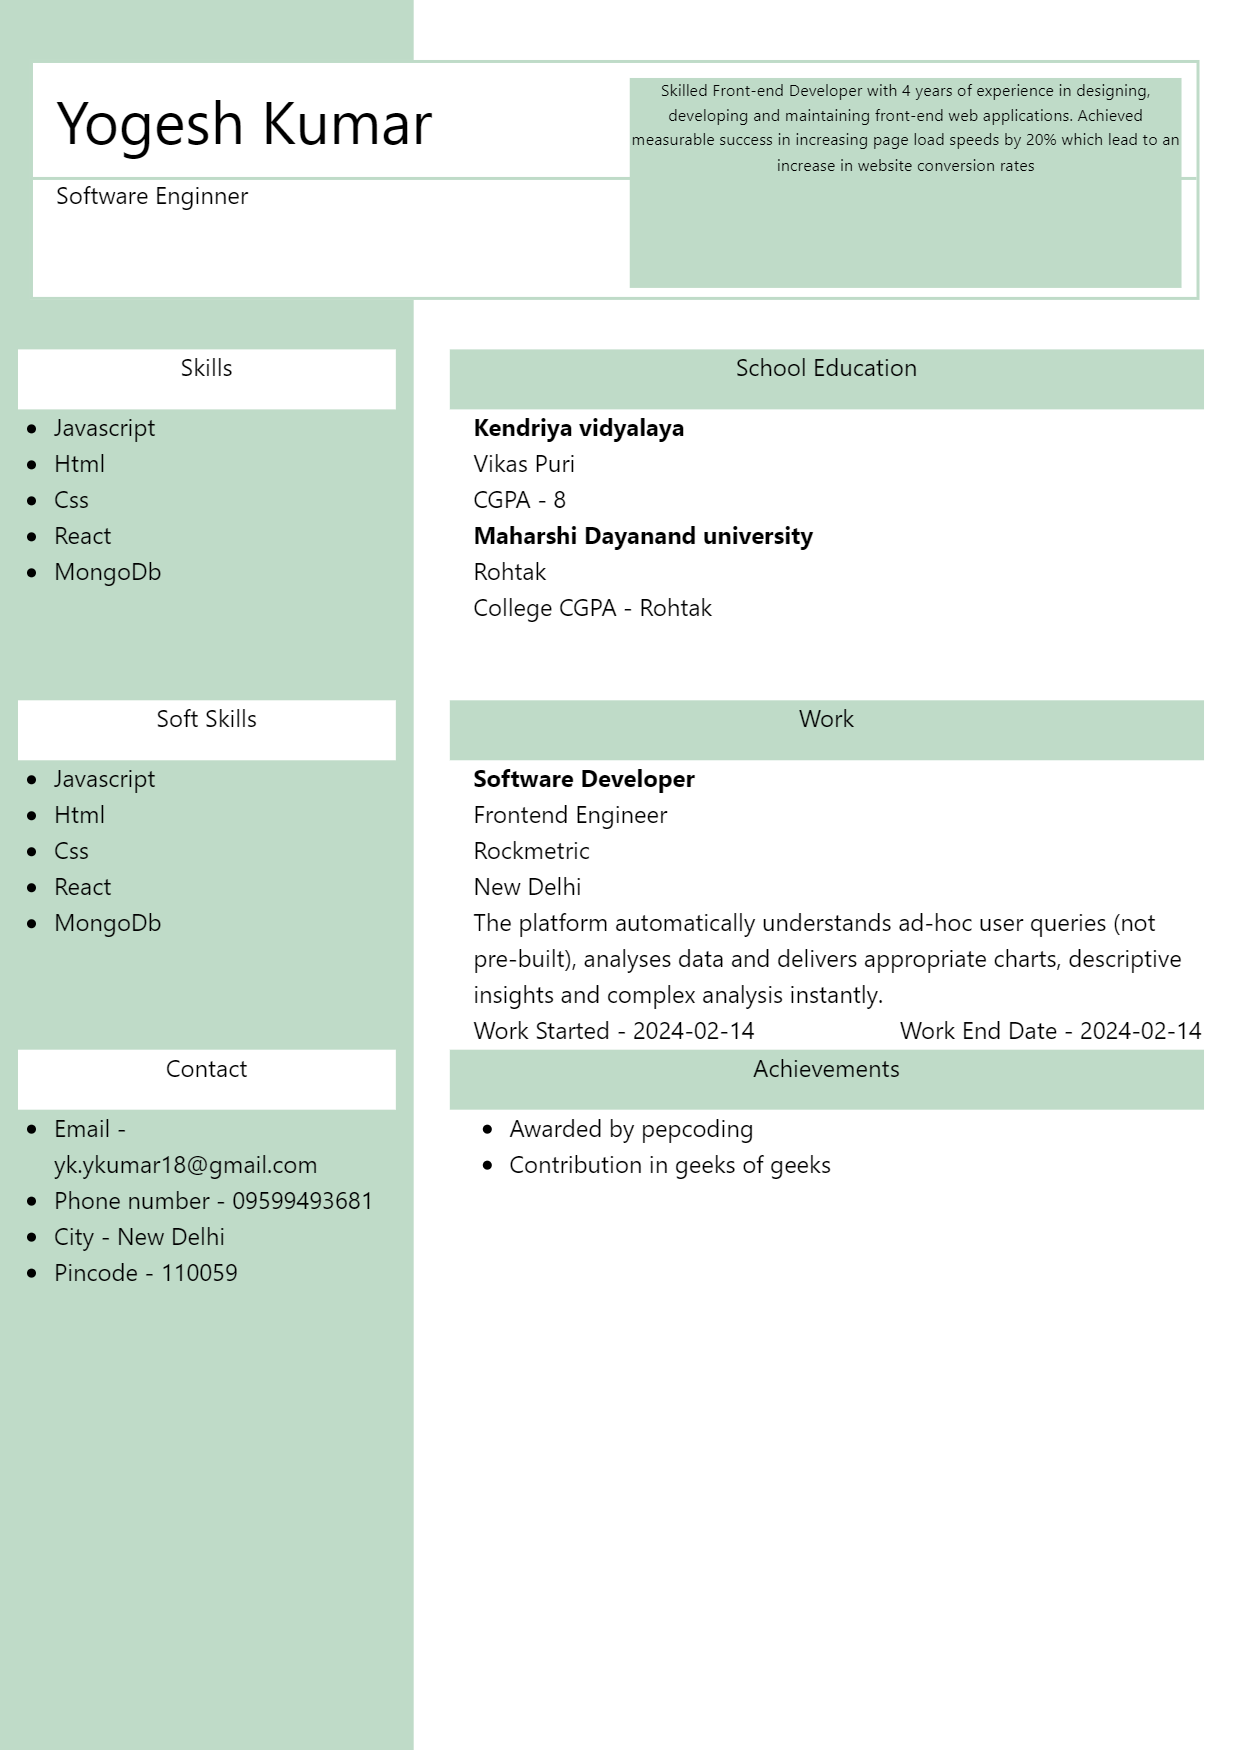 Yogesh Kumar
Software Enginner
Skilled Front-end Developer with 4 years of experience in designing,
developing and maintaining front-end web applications. Achieved
measurable success in increasing page load speeds by 20% which lead to an
increase in website conversion rates
Skills
• Javascript
• Html
• Css
• React
• MongoDb
Soft Skills
• Javascript
• Html
• Css
• React
• MongoDb
Contact
• Email -
yk.ykumar18@gmail.com
• Phone number - 09599493681
• City - New Delhi
• Pincode - 110059
School Education
Kendriya vidyalaya
Vikas Puri
CGPA - 8
Maharshi Dayanand university
Rohtak
College CGPA - Rohtak
Work
Software Developer
Frontend Engineer
Rockmetric
New Delhi
The platform automatically understands ad-hoc user queries (not
pre-built), analyses data and delivers appropriate charts, descriptive
insights and complex analysis instantly.
Work Started - 2024-02-14 Work End Date - 2024-02-14
Achievements
• Awarded by pepcoding
• Contribution in geeks of geeks